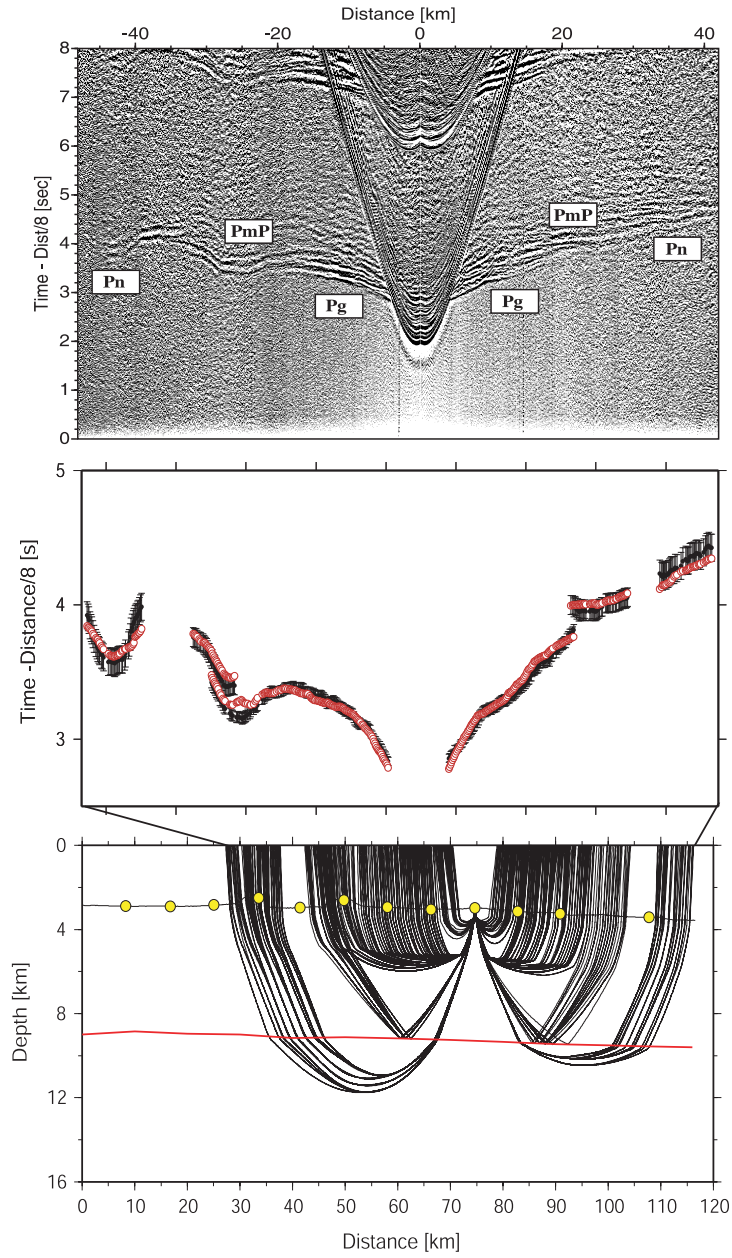 Distance [km]
-40 -20 0 20 40
8
7
6
5
4
3
2
1
0
Time - Dist/8 [sec]
PmP
PmP
Pn
Pn
Pg
Pg
5
4
3
Time -Distance/8 [s]
0
4
8
12
16
Depth [km]
0 10 20 30 40 50 60 70 80 90 100 110 120
Distance [km]